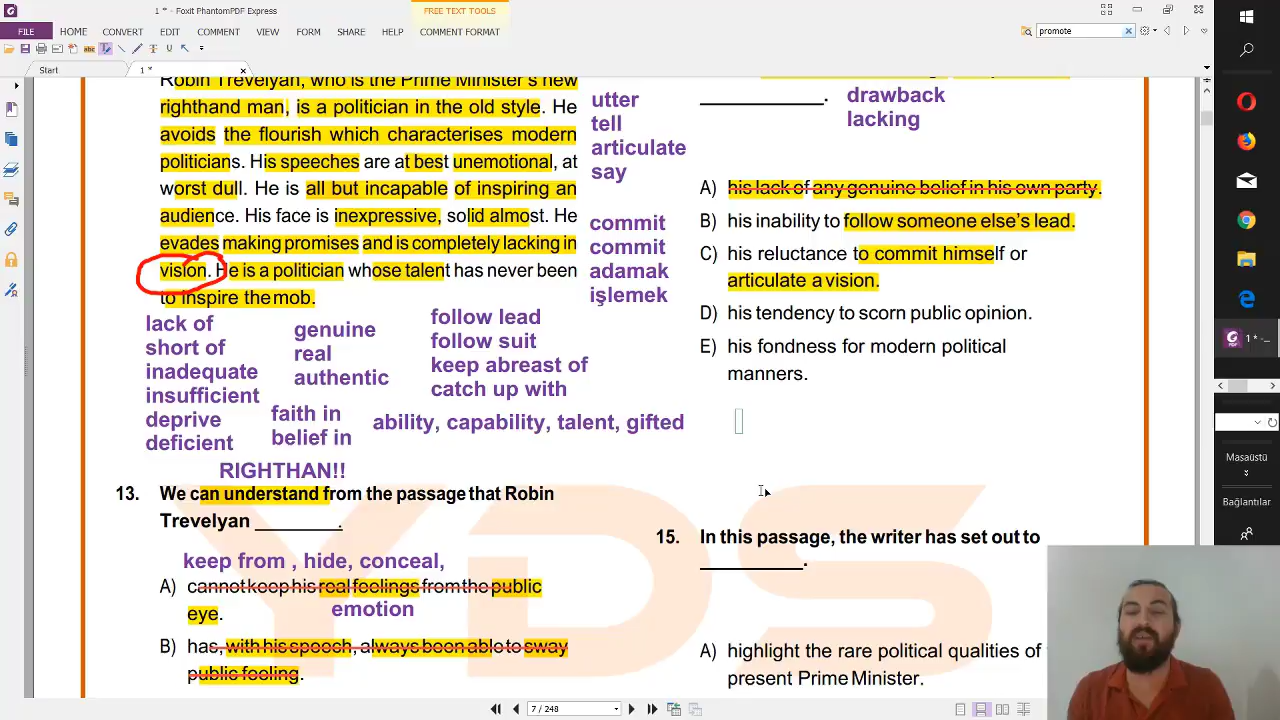 1 * - Foxit PhantomPDF Express
FREE TEXT TOOLS
FILE HOME CONVERT EDIT COMMENT VIEW FORM SHARE HELP COMMENT FORMAT
promote
Start
1 *
Robin Trevelyan, who is the Prime Minister's new
righthand man, is a politician in the old style. He
avoids the flourish which characterises modern
politicians. His speeches are at best unemotional, at
worst dull. He is all but incapable of inspiring an
audience. His face is inexpressive, solid almost. He
evades making promises and is completely lacking in
vision. He is a politician whose talent has never been
to inspire the mob.
utter
tell
articulate
say
commit
commit
adamak
işlemek
lack of
short of
inadequate
insufficient
deprive
deficient
genuine
real
authentic
follow lead
follow suit
keep abreast of
catch up with
faith in
belief in
ability, capability, talent, gifted
RIGHTHAN!!
13. We can understand from the passage that Robin
Trevelyan ________.
keep from , hide, conceal,
A) cannot keep his real feelings from the public
eye.
emotion
B) has, with his speech, always been able to sway
public feeling.
____________.
drawback
lacking
A) his lack of any genuine belief in his own party.
B) his inability to follow someone else's lead.
C) his reluctance to commit himself or
articulate a vision.
D) his tendency to scorn public opinion.
E) his fondness for modern political
manners.
15. In this passage, the writer has set out to
__________.
A) highlight the rare political qualities of
present Prime Minister.
YDS
7 / 248
1 * -...
Masaüstü
Bağlantılar